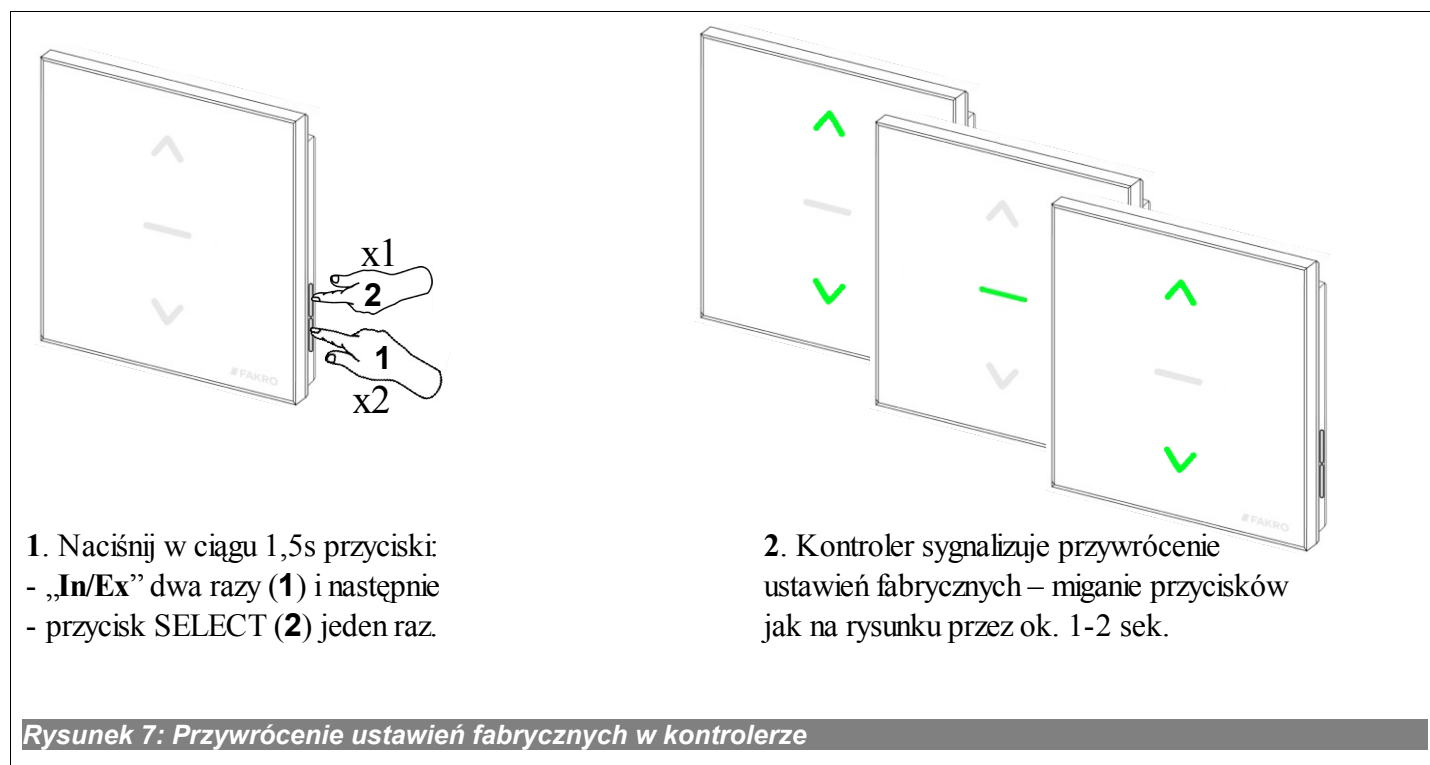 x1
2
1
x2
#FAKRO
#FAKRO
1. Naciśnij w ciągu 1,5s przyciski:
- „In/Ex” dwa razy (1) i następnie
- przycisk SELECT (2) jeden raz.
2. Kontroler sygnalizuje przywrócenie
ustawień fabrycznych – miganie przycisków
jak na rysunku przez ok. 1-2 sek.
Rysunek 7: Przywrócenie ustawień fabrycznych w kontrolerze